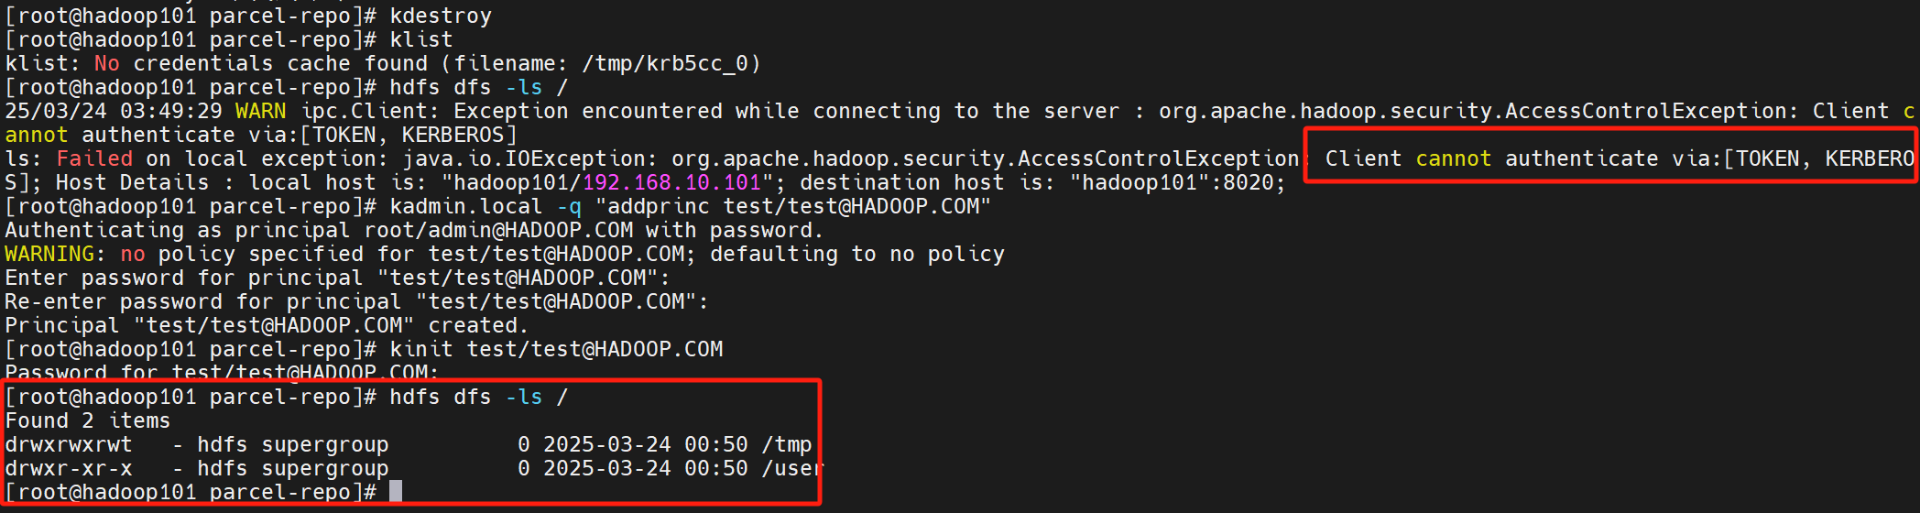 [root@hadoop101 parcel-repo]# kdestroy
[root@hadoop101 parcel-repo]# klist
klist: No credentials cache found (filename: /tmp/krb5cc_0)
[root@hadoop101 parcel-repo]# hdfs dfs -ls /
25/03/24 03:49:29 WARN ipc.Client: Exception encountered while connecting to the server : org.apache.hadoop.security.AccessControlException: Client c
annot authenticate via:[TOKEN, KERBEROS]
ls: Failed on local exception: java.io.IOException: org.apache.hadoop.security.AccessControlException: Client cannot authenticate via:[TOKEN, KERBERO
S]; Host Details : local host is: "hadoop101/192.168.10.101"; destination host is: "hadoop101":8020;
[root@hadoop101 parcel-repo]# kadmin.local -q "addprinc test/test@HADOOP.COM"
Authenticating as principal root/admin@HADOOP.COM with password.
WARNING: no policy specified for test/test@HADOOP.COM; defaulting to no policy
Enter password for principal "test/test@HADOOP.COM":
Re-enter password for principal "test/test@HADOOP.COM":
Principal "test/test@HADOOP.COM" created.
[root@hadoop101 parcel-repo]# kinit test/test@HADOOP.COM
Password for test/test@HADOOP.COM:
[root@hadoop101 parcel-repo]# hdfs dfs -ls /
Found 2 items
drwxrwxrwt   - hdfs supergroup          0 2025-03-24 00:50 /tmp
drwxr-xr-x   - hdfs supergroup          0 2025-03-24 00:50 /user
[root@hadoop101 parcel-repo]#